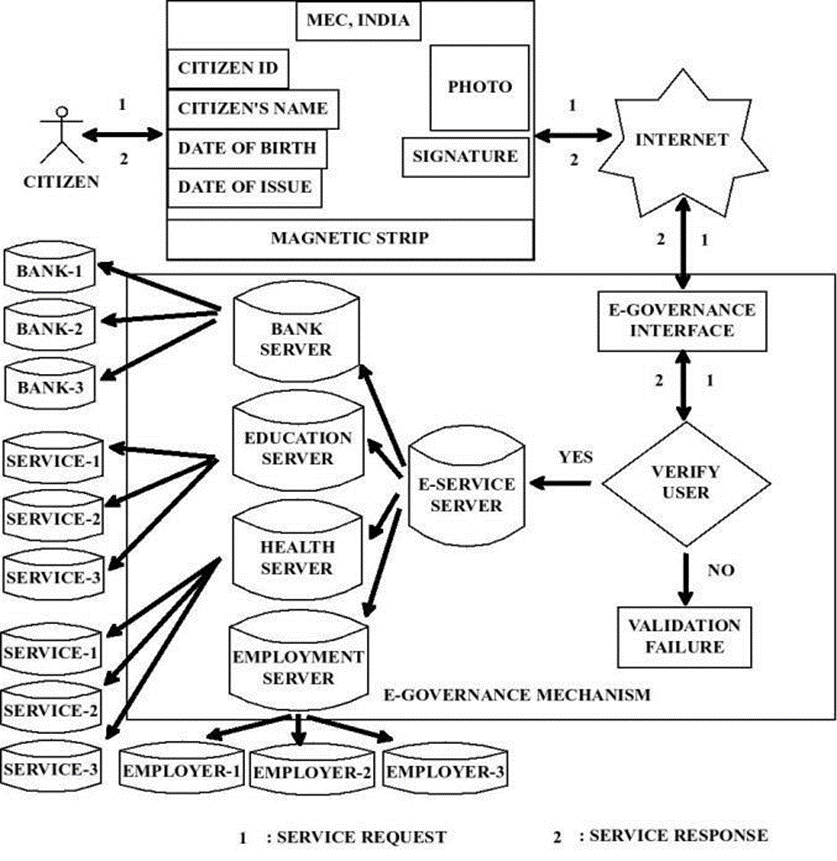 MEC, INDIA
CITIZEN ID
PHOTO
CITIZEN'S NAME
DATE OF BIRTH
SIGNATURE
DATE OF ISSUE
MAGNETIC STRIP
1
2
CITIZEN
1
2
INTERNET
2 1
E-GOVERNANCE
INTERFACE
2 1
VERIFY
USER
YES
NO
VALIDATION
FAILURE
E-SERVICE
SERVER
BANK
SERVER
EDUCATION
SERVER
HEALTH
SERVER
EMPLOYMENT
SERVER
E-GOVERNANCE MECHANISM
BANK-1
BANK-2
BANK-3
SERVICE-1
SERVICE-2
SERVICE-3
SERVICE-1
SERVICE-2
SERVICE-3
EMPLOYER-1
EMPLOYER-2
EMPLOYER-3
1 : SERVICE REQUEST
2 : SERVICE RESPONSE